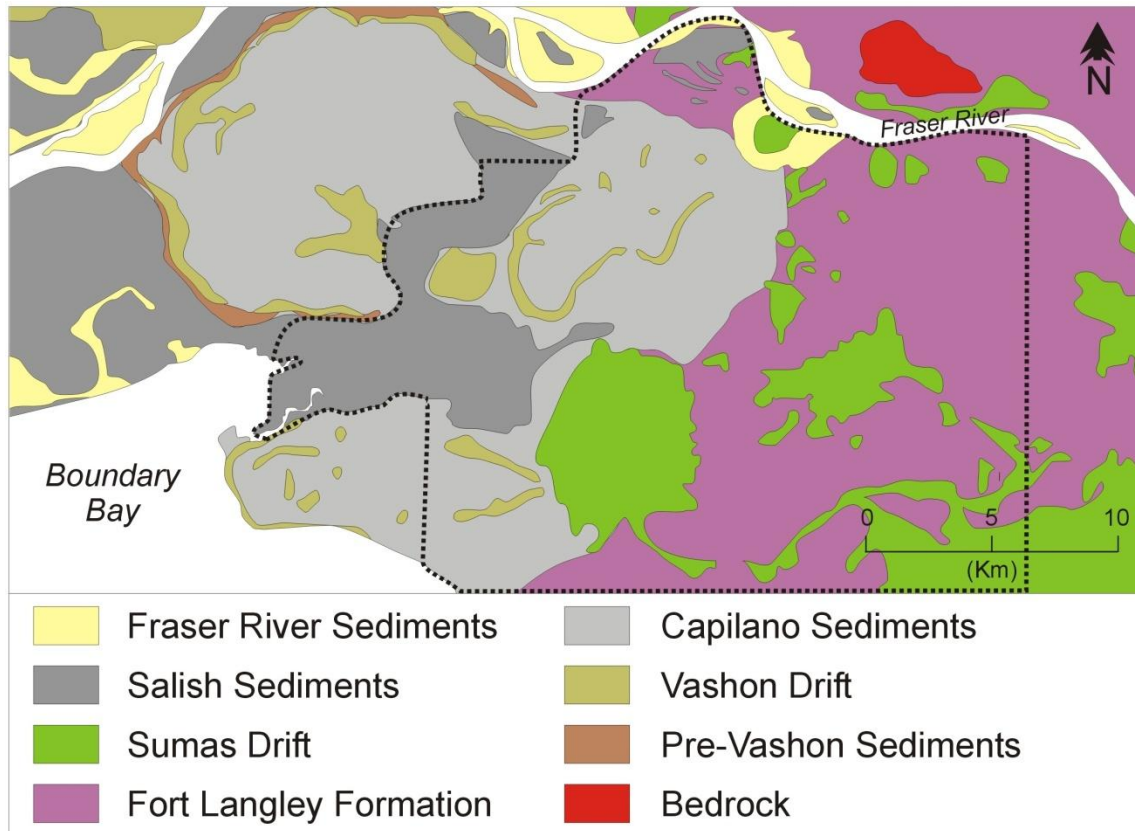 N
Fraser River
Boundary
Bay
0 5 10
(Km)
Fraser River Sediments
Salish Sediments
Sumas Drift
Fort Langley Formation
Capilano Sediments
Vashon Drift
Pre-Vashon Sediments
Bedrock